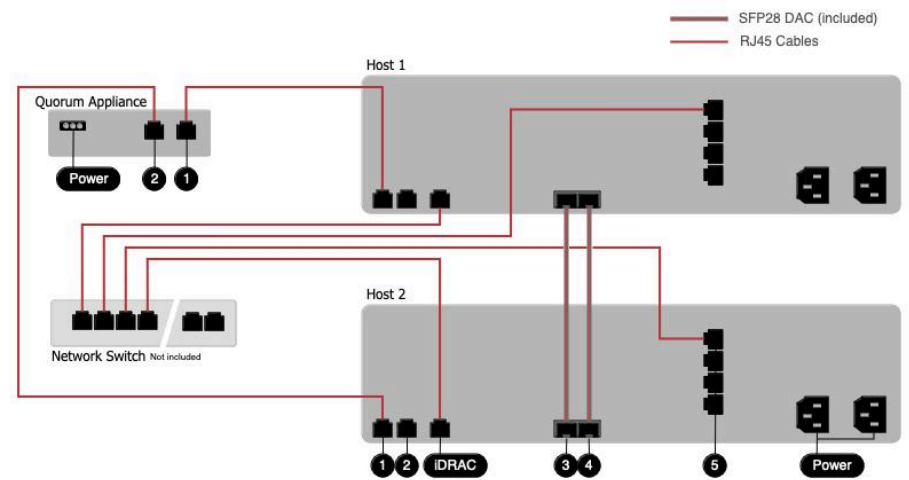 SFP28 DAC (included)
RJ45 Cables
Host 1
Quorum Appliance
Power
2
1
Host 2
Network Switch Not included
1
2
iDRAC
3
4
5
Power